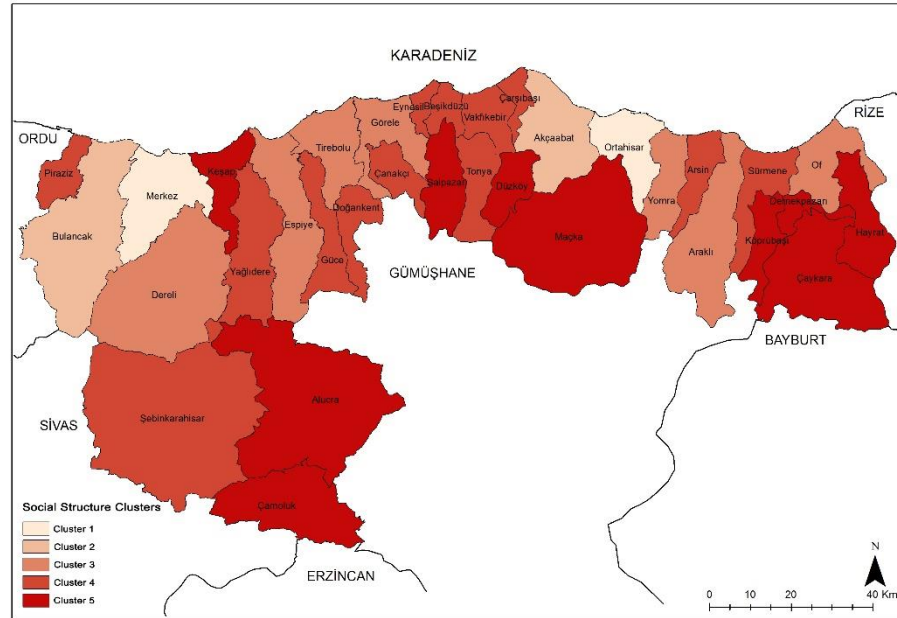 KARADENİZ
ORDU
RİZE
Piraziz
Bulancak
Merkez
Keşap
Dereli
Yağlıdere
Espiye
Tirebolu
Güce
Doğankent
Görele
Çanakçı
Eynesil
Beşikdüzü
Vakfıkebir
Çarşıbaşı
Şalpazarı
Tonya
Düzköy
Akçaabat
Ortahisar
Maçka
Yomra
Arsin
Araklı
Sürmene
Of
Dernekpazarı
Köprübaşı
Hayrat
Çaykara
GÜMÜŞHANE
BAYBURT
Şebinkarahisar
Alucra
SİVAS
Çamoluk
ERZİNCAN
Social Structure Clusters
Cluster 1
Cluster 2
Cluster 3
Cluster 4
Cluster 5
N
0 10 20 40 Km